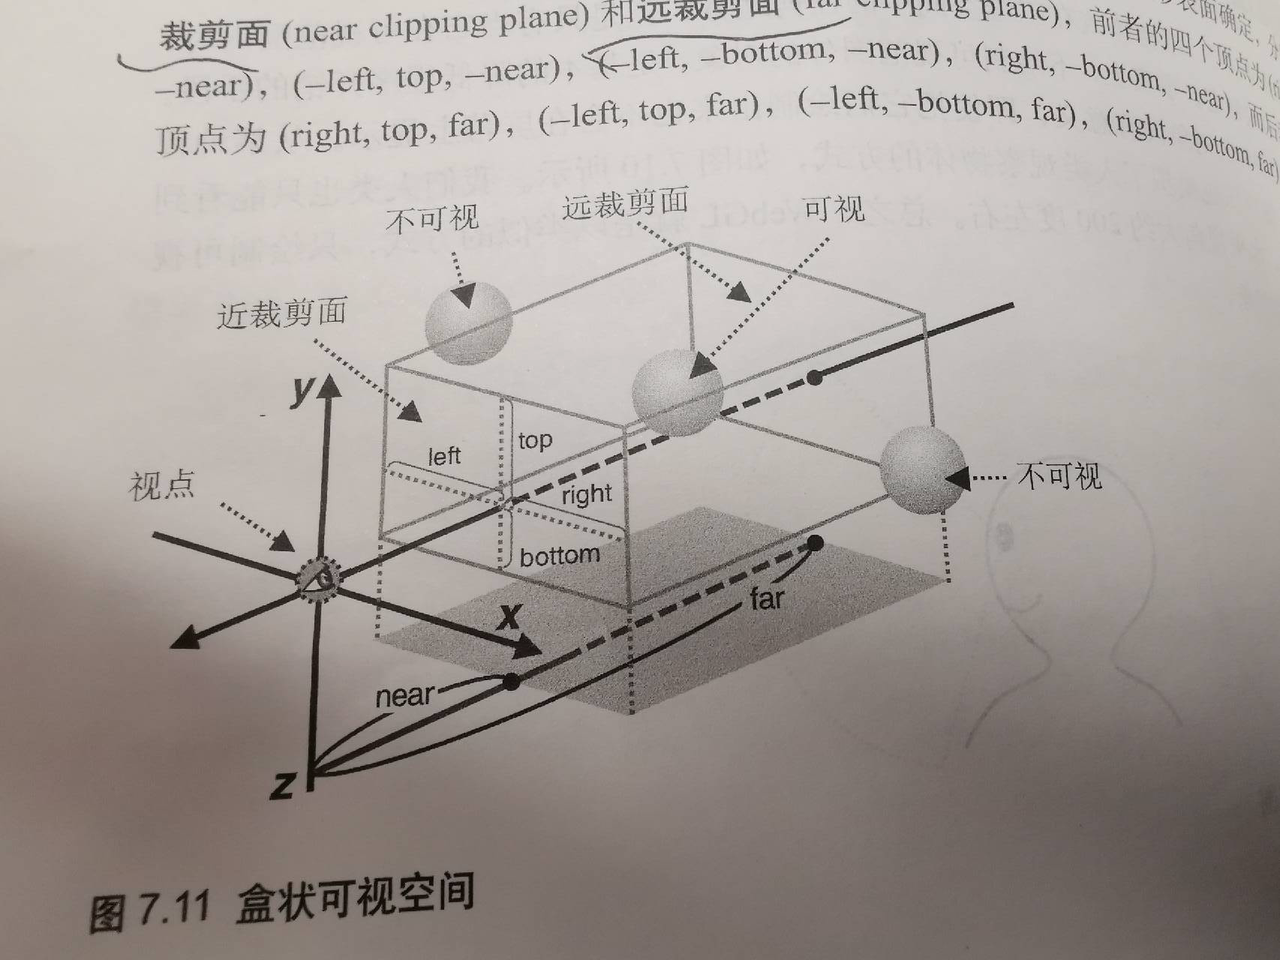 裁剪面 (near clipping plane) 和远裁剪面 (far clipping plane)，前者的四个顶点为
–near)，(–left, top, –near)，(–left, –bottom, –near)，(right, –bottom, –near)，而后
顶点为 (right, top, far)，(–left, top, far)，(–left, –bottom, far)，(right, –bottom, far)
不可视
远裁剪面
可视
近裁剪面
y
top
left
视点
right
不可视
bottom
x
far
near
z
图 7.11 盒状可视空间